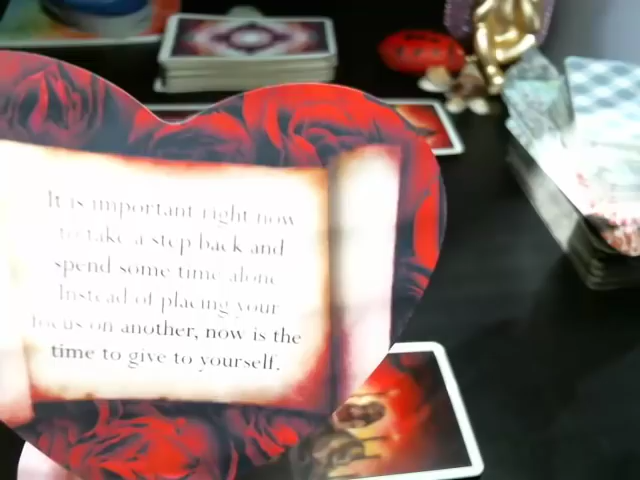 It is important right now
to take a step back and
spend some time alone
Instead of placing your
focus on another, now is the
time to give to yourself.